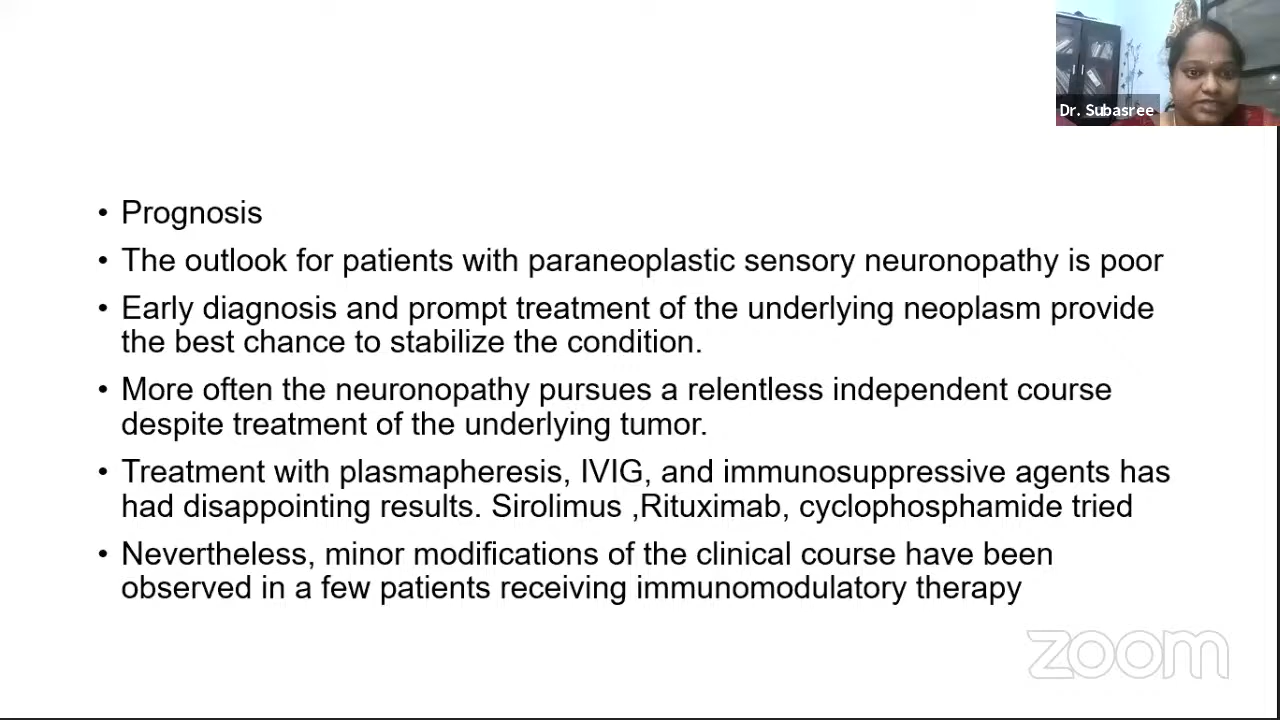 Dr. Subasree
• Prognosis
• The outlook for patients with paraneoplastic sensory neuronopathy is poor
• Early diagnosis and prompt treatment of the underlying neoplasm provide
the best chance to stabilize the condition.
• More often the neuronopathy pursues a relentless independent course
despite treatment of the underlying tumor.
• Treatment with plasmapheresis, IVIG, and immunosuppressive agents has
had disappointing results. Sirolimus ,Rituximab, cyclophosphamide tried
• Nevertheless, minor modifications of the clinical course have been
observed in a few patients receiving immunomodulatory therapy
zoom